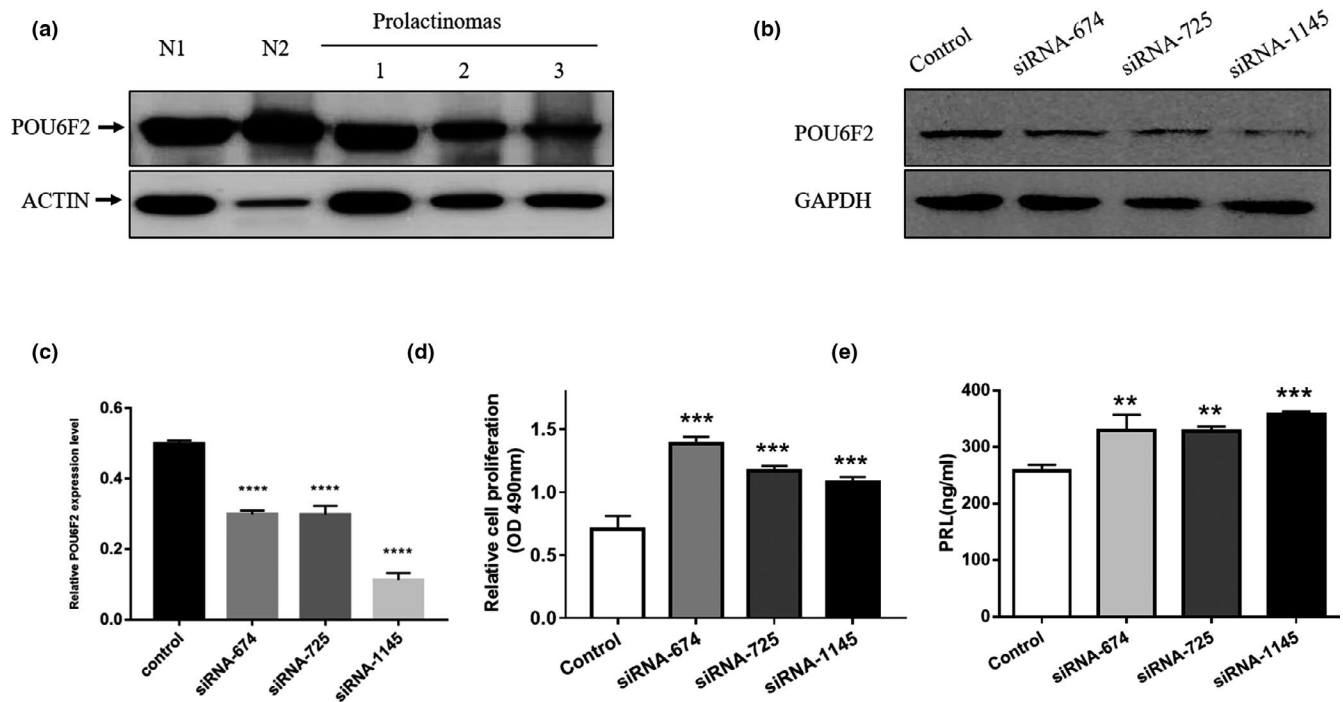 (a)
Prolactinomas
N1 N2
1 2 3
POU6F2
ACTIN
(b)
Control siRNA-674 siRNA-725 siRNA-1145
POU6F2
GAPDH
(c)
Relative POU6F2 expression level
0.6
0.4
0.2
0.0
****
****
****
control siRNA-674 siRNA-725 siRNA-1145
(d)
Relative cell proliferation
(OD 490nm)
1.5
1.0
0.5
0.0
***
***
***
Control siRNA-674 siRNA-725 siRNA-1145
(e)
PRL(ng/ml)
400
300
200
100
0
**
**
***
Control siRNA-674 siRNA-725 siRNA-1145